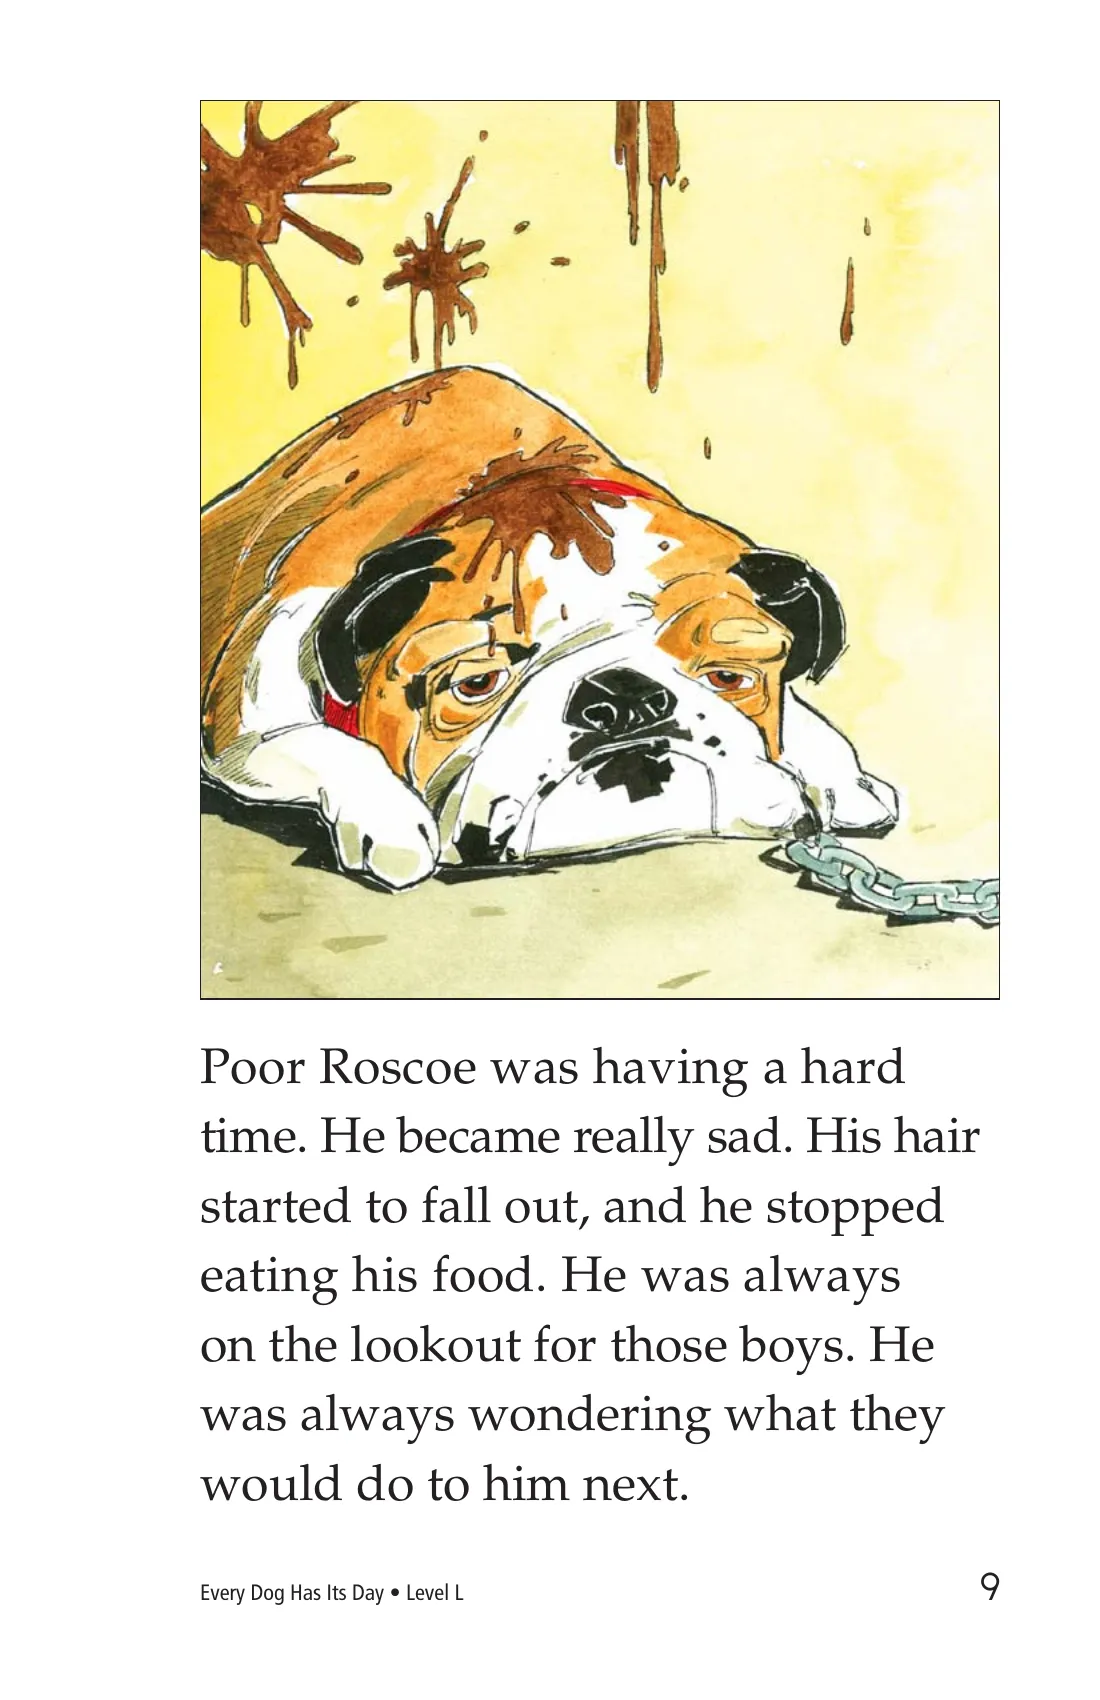 Poor Roscoe was having a hard
time. He became really sad. His hair
started to fall out, and he stopped
eating his food. He was always
on the lookout for those boys. He
was always wondering what they
would do to him next.
Every Dog Has Its Day • Level L
9